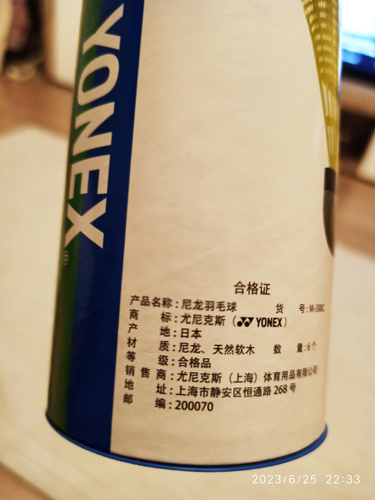 YONEX
®
合格证
产品名称：尼龙羽毛球 货 号：M-2000
商 标：尤尼克斯（YONEX）
产 地：日本
材 质：尼龙、天然软木 数 量：6个
等 级：合格品
销 售 商：尤尼克斯（上海）体育用品有限公司
地 址：上海市静安区恒通路268号
邮 编：200070
2023/6/25 22:33